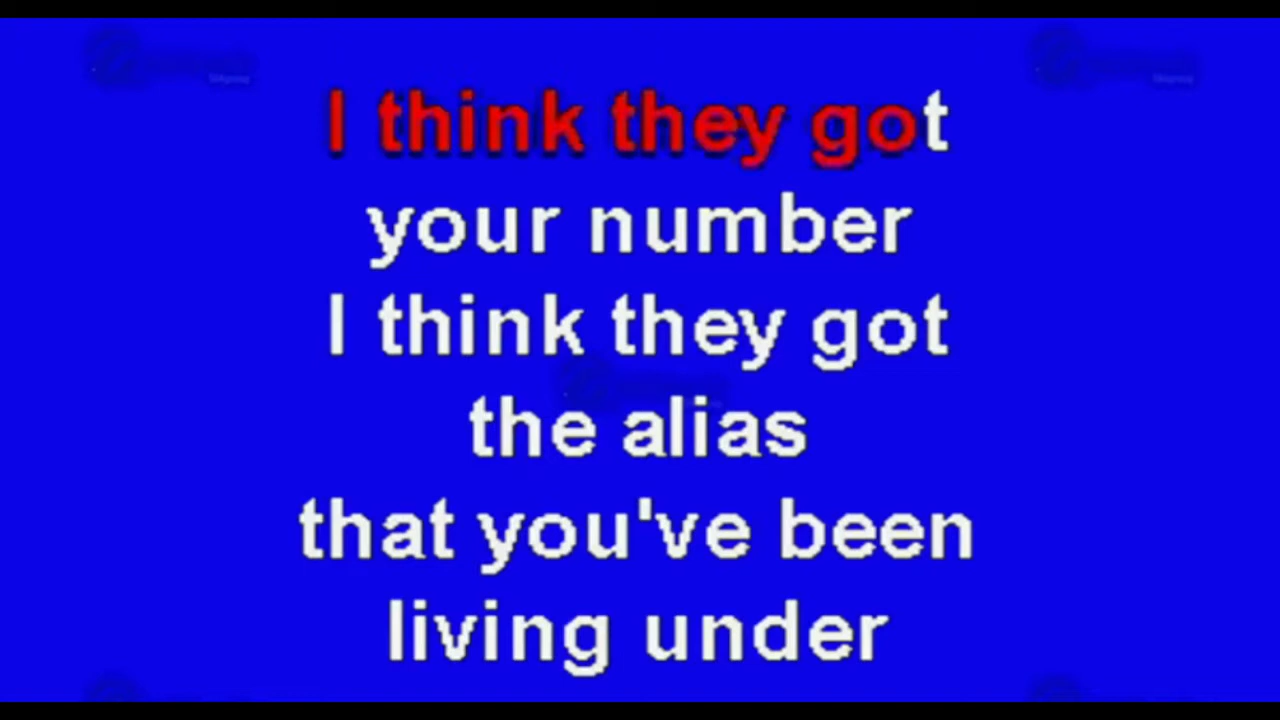 I think they got
your number
I think they got
the alias
that you've been
living under